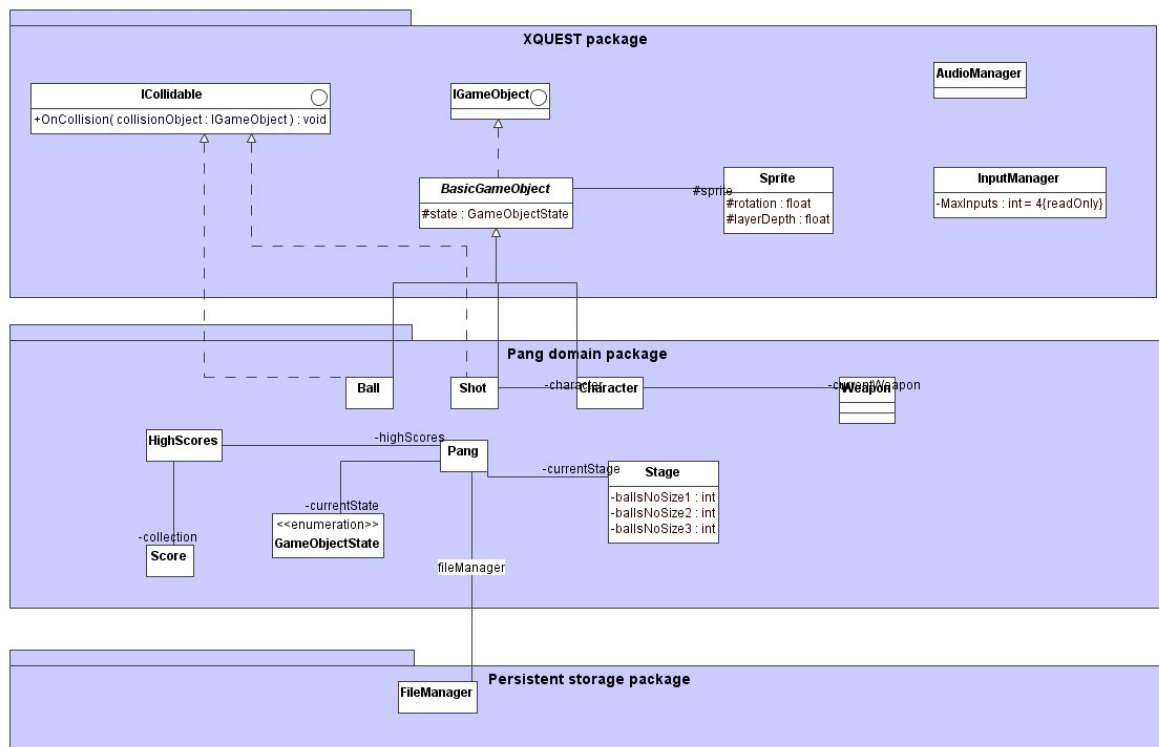 XQUEST package
ICollidable
+OnCollision( collisionObject : IGameObject ) : void
IGameObject
AudioManager
BasicGameObject
#state : GameObjectState
#sprite
Sprite
#rotation : float
#layerDepth : float
InputManager
-MaxInputs : int = 4{readOnly}
Pang domain package
Ball
Shot
-character
Character
-currentWeapon
Weapon
HighScores
-highScores
Pang
-currentStage
Stage
-ballsNoSize1 : int
-ballsNoSize2 : int
-ballsNoSize3 : int
-currentState
<<enumeration>>
GameObjectState
-collection
Score
fileManager
Persistent storage package
FileManager